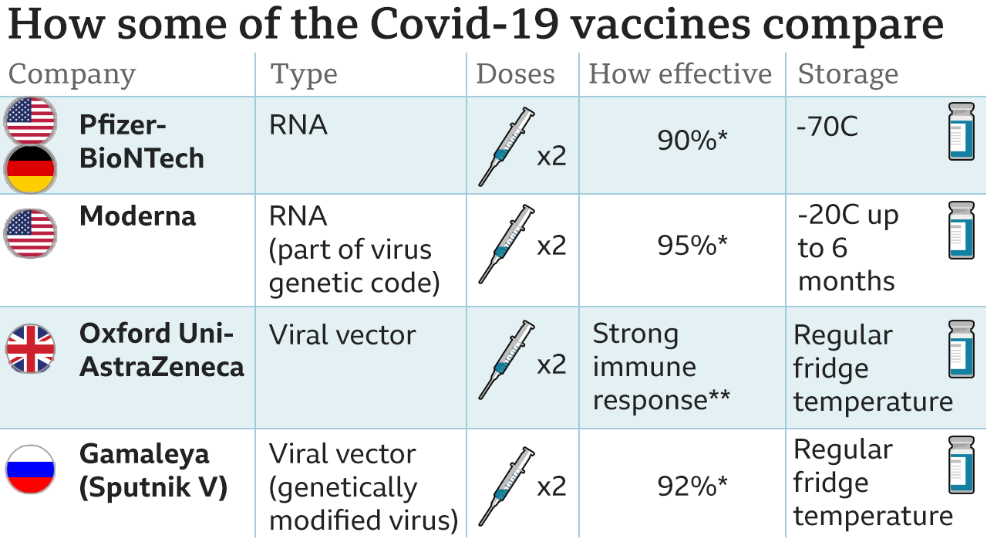 How some of the Covid-19 vaccines compare
Company Type Doses How effective Storage
Pfizer-
BioNTech
RNA
x2
90%*
-70C
Moderna
RNA
(part of virus
genetic code)
x2
95%*
-20C up
to 6
months
Oxford Uni-
AstraZeneca
Viral vector
x2
Strong
immune
response**
Regular
fridge
temperature
Gamaleya
(Sputnik V)
Viral vector
(genetically
modified virus)
x2
92%*
Regular
fridge
temperature